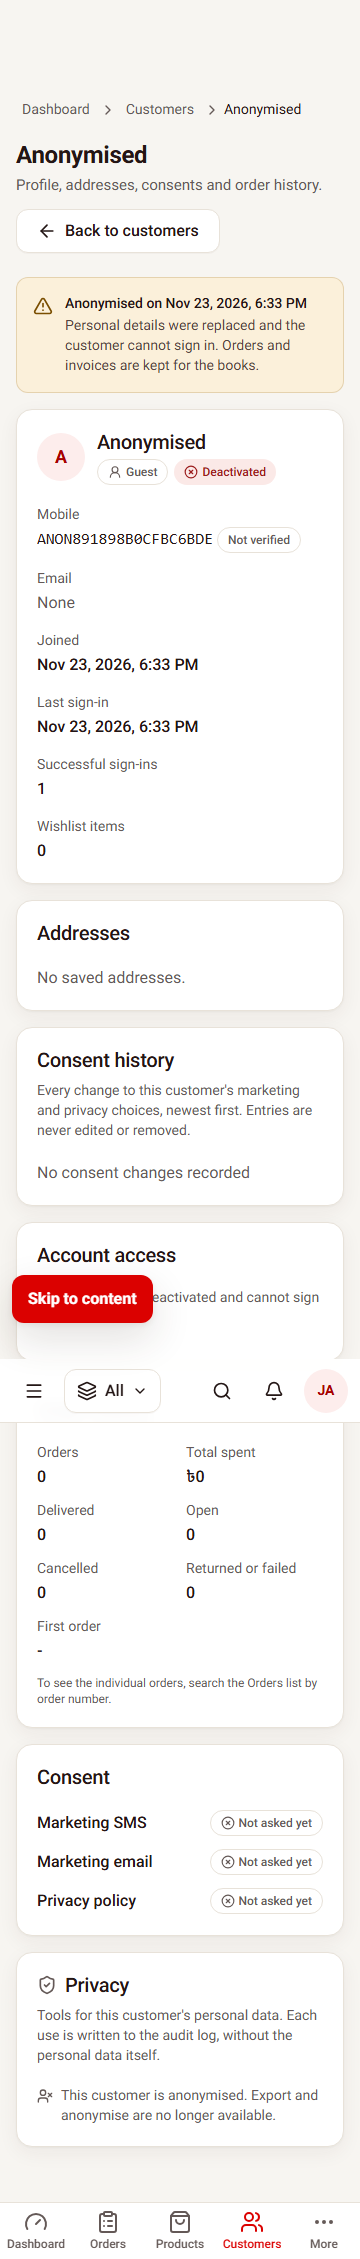 Dashboard > Customers > Anonymised
Anonymised
Profile, addresses, consents and order history.
Back to customers
Anonymised on Nov 23, 2026, 6:33 PM
Personal details were replaced and the
customer cannot sign in. Orders and
invoices are kept for the books.
A
Anonymised
Guest
Deactivated
Mobile
ANON891898B0CFBC6BDE Not verified
Email
None
Joined
Nov 23, 2026, 6:33 PM
Last sign-in
Nov 23, 2026, 6:33 PM
Successful sign-ins
1
Wishlist items
0
Addresses
No saved addresses.
Consent history
Every change to this customer's marketing
and privacy choices, newest first. Entries are
never edited or removed.
No consent changes recorded
Account access
Skip to content
eactivated and cannot sign
All
JA
Orders Total spent
0 ৳0
Delivered Open
0 0
Cancelled Returned or failed
0 0
First order
-
To see the individual orders, search the Orders list by
order number.
Consent
Marketing SMS Not asked yet
Marketing email Not asked yet
Privacy policy Not asked yet
Privacy
Tools for this customer's personal data. Each
use is written to the audit log, without the
personal data itself.
This customer is anonymised. Export and
anonymise are no longer available.
Dashboard Orders Products Customers More